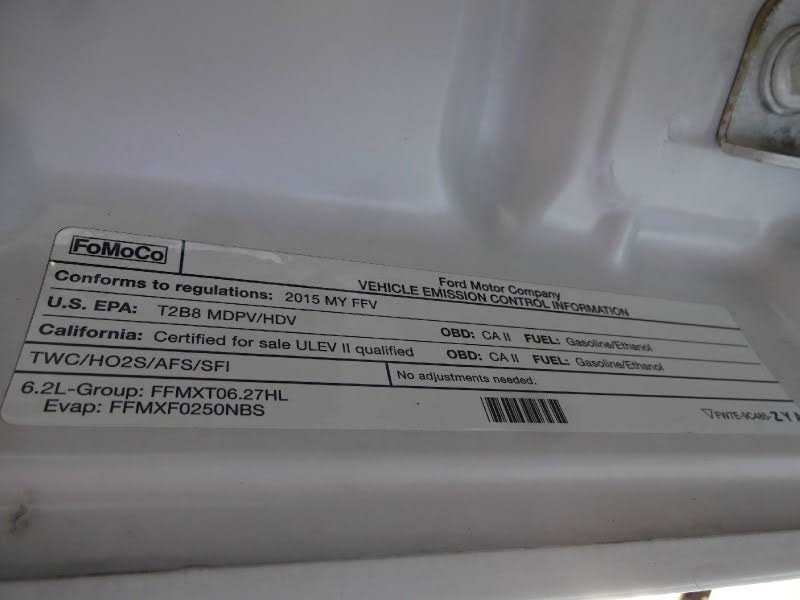 FoMoCo
Ford Motor Company
VEHICLE EMISSION CONTROL INFORMATION
Conforms to regulations: 2015 MY FFV
U.S. EPA: T2B8 MDPV/HDV OBD: CA II FUEL: Gasoline/Ethanol
California: Certified for sale ULEV II qualified OBD: CA II FUEL: Gasoline/Ethanol
TWC/HO2S/AFS/SFI No adjustments needed.
6.2L-Group: FFMXT06.27HL
Evap: FFMXF0250NBS